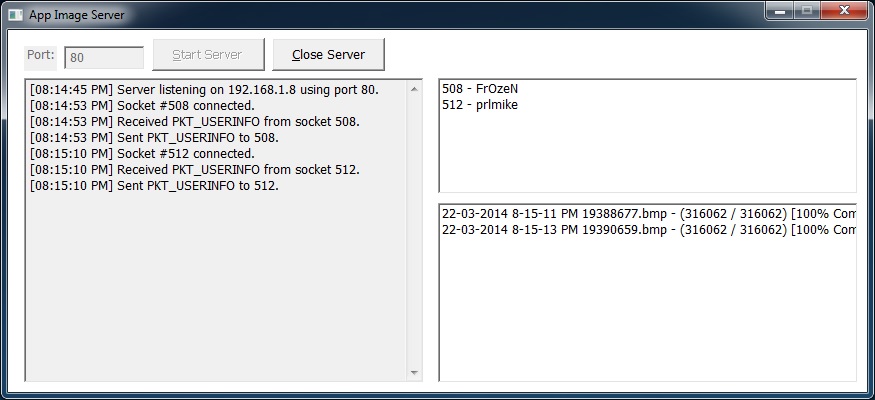 App Image Server
Port: 80 Start Server Close Server
[08:14:45 PM] Server listening on 192.168.1.8 using port 80.
[08:14:53 PM] Socket #508 connected.
[08:14:53 PM] Received PKT_USERINFO from socket 508.
[08:14:53 PM] Sent PKT_USERINFO to 508.
[08:15:10 PM] Socket #512 connected.
[08:15:10 PM] Received PKT_USERINFO from socket 512.
[08:15:10 PM] Sent PKT_USERINFO to 512.
508 - FrOzeN
512 - prlmike
22-03-2014 8-15-11 PM 19388677.bmp - (316062 / 316062) [100% Com
22-03-2014 8-15-13 PM 19390659.bmp - (316062 / 316062) [100% Com